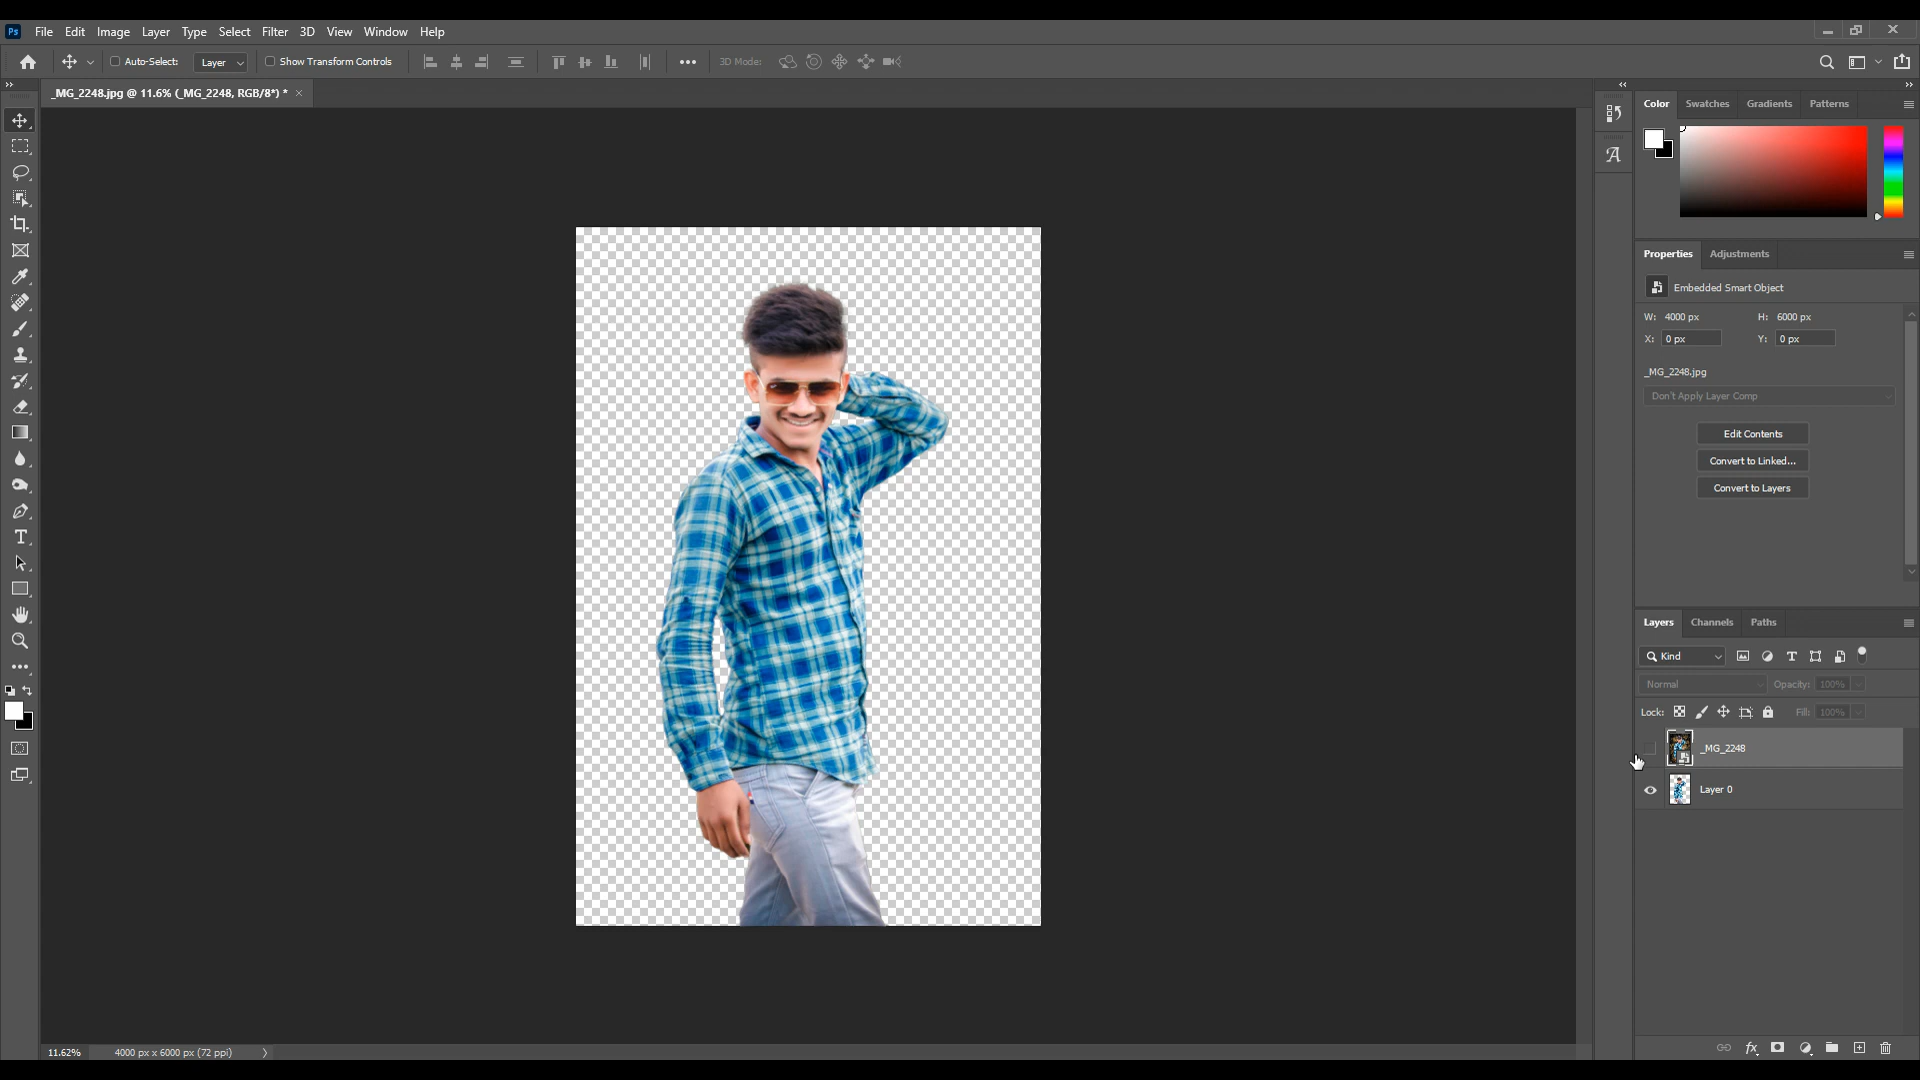 Ps File Edit Image Layer Type Select Filter 3D View Window Help
Auto-Select: Layer Show Transform Controls 3D Mode:
_MG_2248.jpg @ 11.6% (_MG_2248, RGB/8*) * ×
Color Swatches Gradients Patterns
Properties Adjustments
Embedded Smart Object
W: 4000 px H: 6000 px
X: 0 px Y: 0 px
_MG_2248.jpg
Don't Apply Layer Comp
Edit Contents
Convert to Linked...
Convert to Layers
Layers Channels Paths
Kind
Normal Opacity: 100%
Lock: Fill: 100%
_MG_2248
Layer 0
11.62% 4000 px x 6000 px (72 ppi)